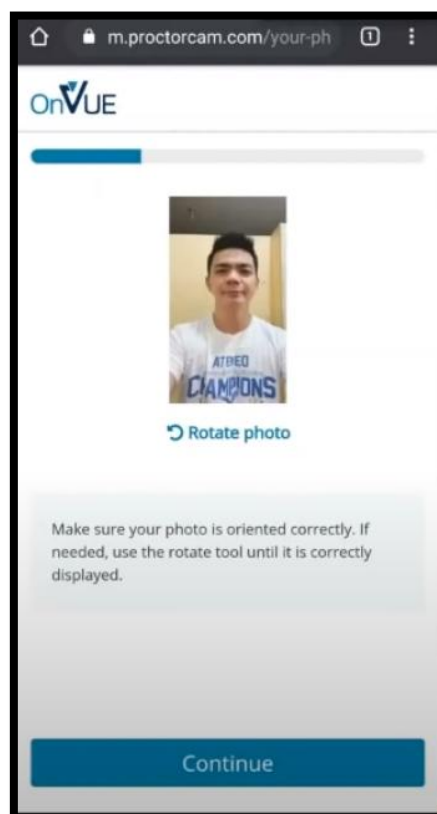 m.proctorcam.com/your-ph
1
OnVUE
ATENEO
CHAMPIONS
Rotate photo
Make sure your photo is oriented correctly. If
needed, use the rotate tool until it is correctly
displayed.
Continue